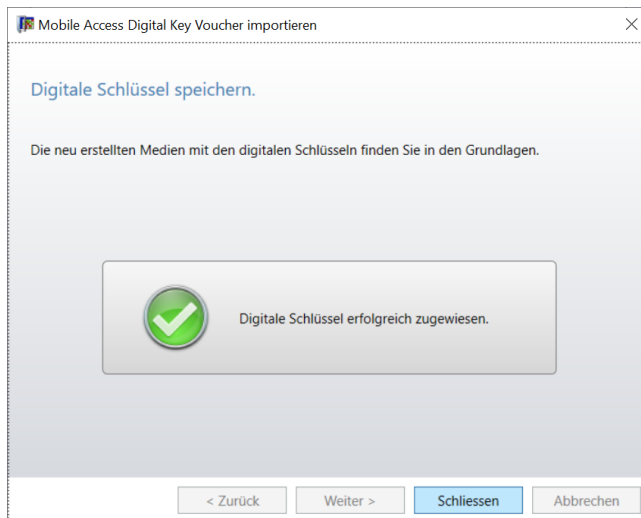 Mobile Access Digital Key Voucher importieren
Digitale Schlüssel speichern.
Die neu erstellten Medien mit den digitalen Schlüsseln finden Sie in den Grundlagen.
Digitale Schlüssel erfolgreich zugewiesen.
< Zurück Weiter > Schliessen Abbrechen